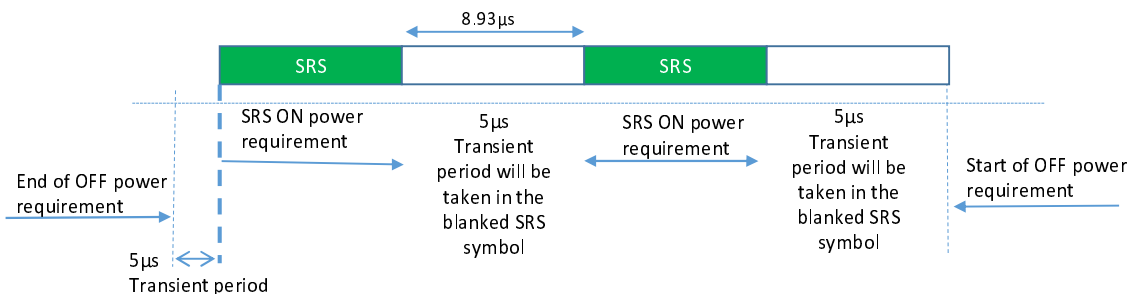 8.93µs
SRS
SRS
SRS ON power
requirement
5µs
Transient
period will be
taken in the
blanked SRS
symbol
SRS ON power
requirement
5µs
Transient
period will be
taken in the
blanked SRS
symbol
End of OFF power
requirement
Start of OFF power
requirement
5µs
Transient period